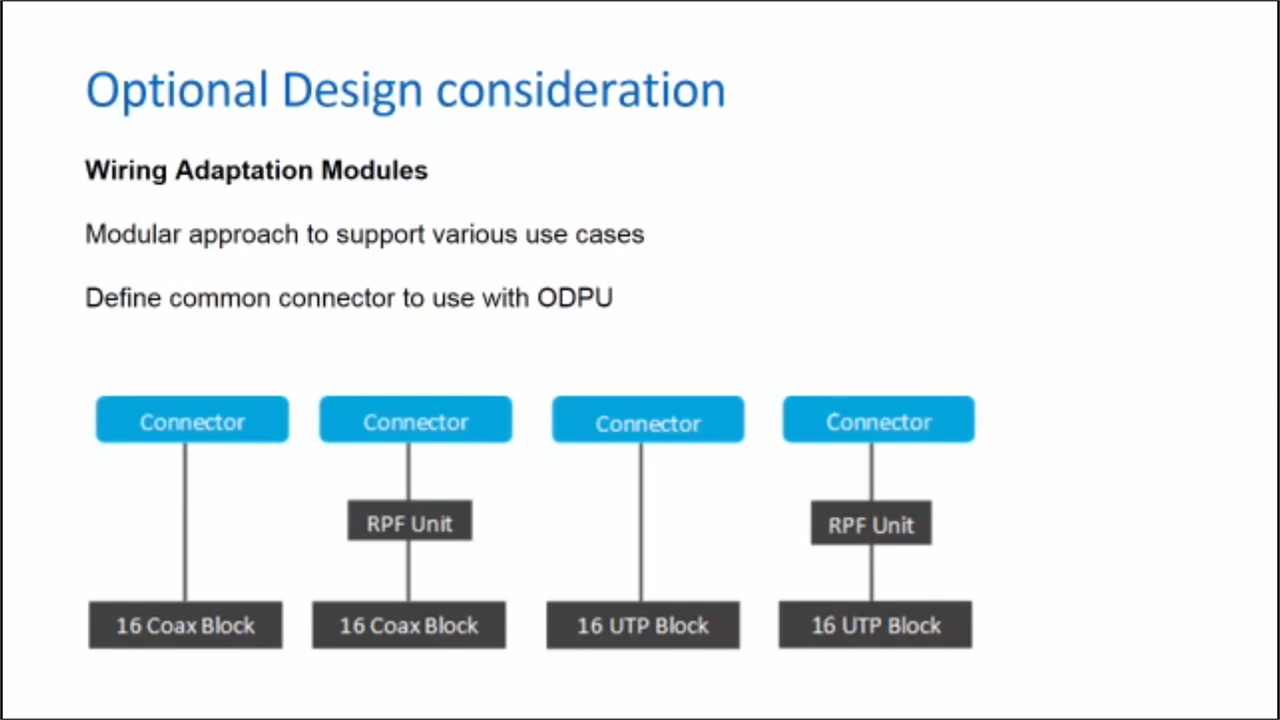 Optional Design consideration
Wiring Adaptation Modules
Modular approach to support various use cases
Define common connector to use with ODPU
Connector
Connector
Connector
Connector
RPF Unit
RPF Unit
16 Coax Block
16 Coax Block
16 UTP Block
16 UTP Block